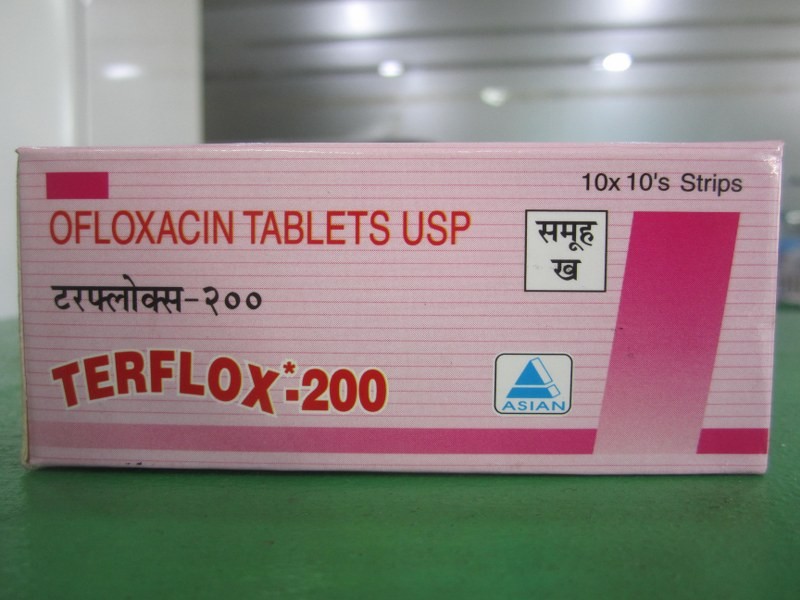 10x10's Strips
OFLOXACIN TABLETS USP
समूह
ख
टरफ्लोक्स-२००
TERFLOX*-200
ASIAN